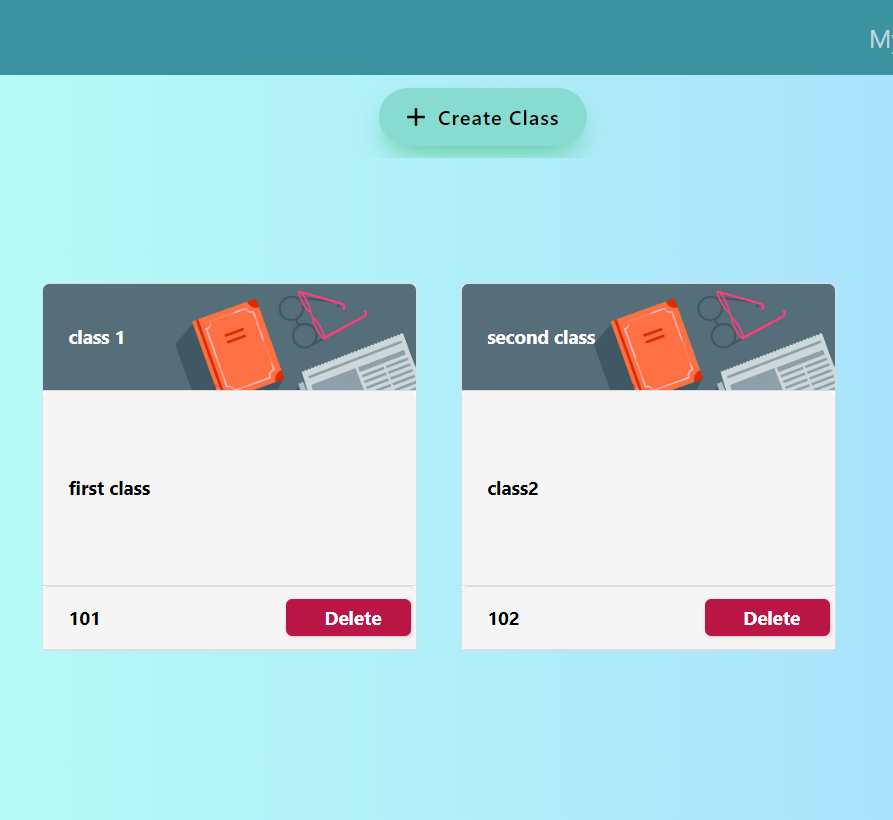 + Create Class
class 1
second class
first class
class2
101
Delete
102
Delete